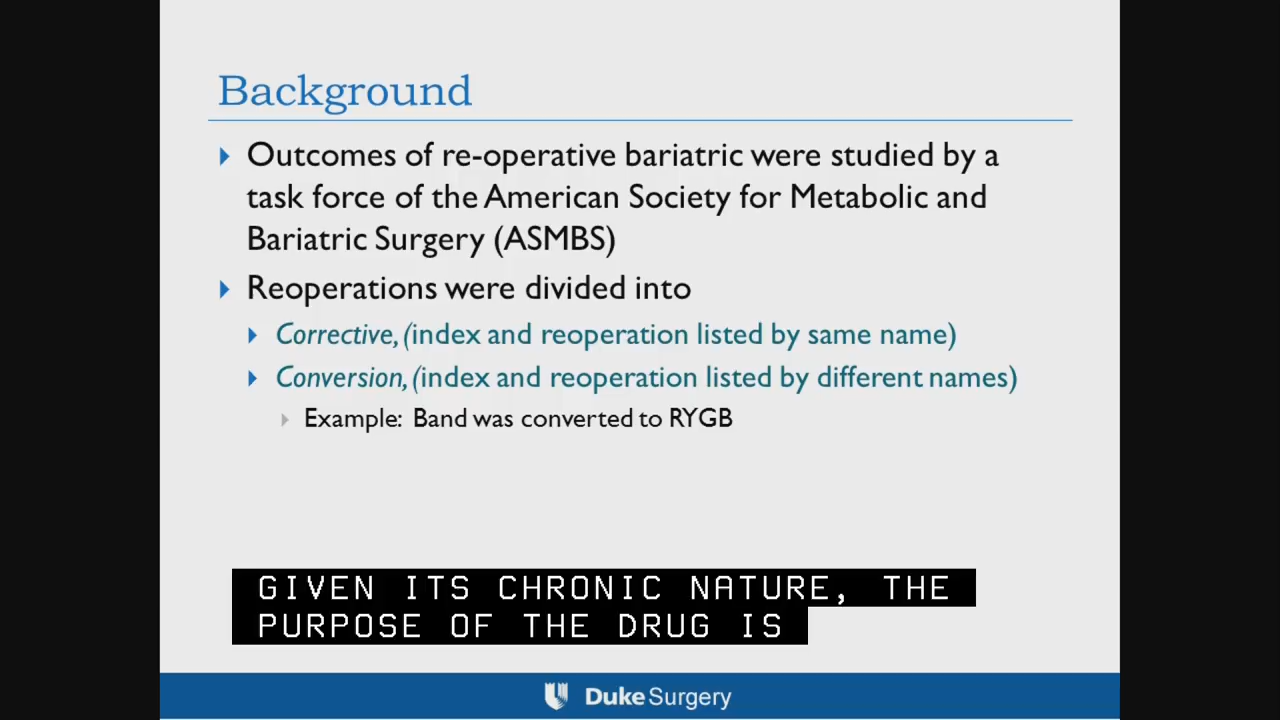 Background
Outcomes of re-operative bariatric were studied by a
task force of the American Society for Metabolic and
Bariatric Surgery (ASMBS)
Reoperations were divided into
Corrective, (index and reoperation listed by same name)
Conversion, (index and reoperation listed by different names)
Example: Band was converted to RYGB
GIVEN ITS CHRONIC NATURE, THE
PURPOSE OF THE DRUG IS
DukeSurgery